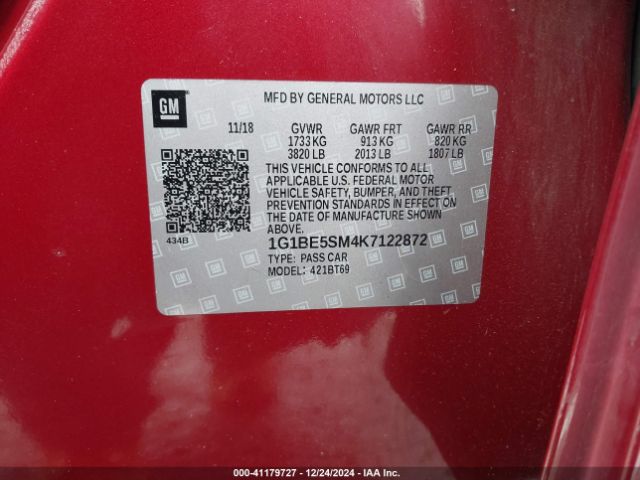 GM
MFD BY GENERAL MOTORS LLC
11/18 GVWR GAWR FRT GAWR RR
1733 KG 913 KG 820 KG
3820 LB 2013 LB 1807 LB
THIS VEHICLE CONFORMS TO ALL
APPLICABLE U.S. FEDERAL MOTOR
VEHICLE SAFETY, BUMPER, AND THEFT
PREVENTION STANDARDS IN EFFECT ON
THE DATE OF MANUFACTURE SHOWN
ABOVE.
434B
1G1BE5SM4K7122872
TYPE: PASS CAR
MODEL: 421BT69
000-41179727 - 12/24/2024 - IAA Inc.